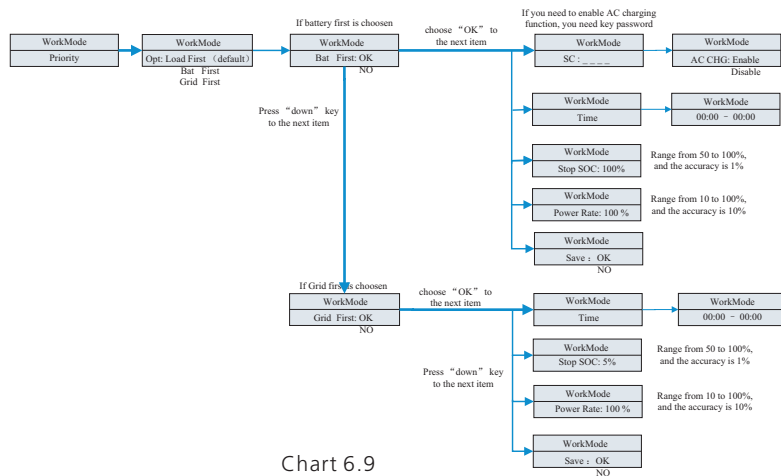 If you need to enable AC charging
function, you need key password
If battery first is choosen
choose “OK” to
the next item
WorkMode
Priority
WorkMode
Opt: Load First （default）
Bat First
Grid First
WorkMode
Bat First: OK
NO
WorkMode
SC : _ _ _ _
WorkMode
AC CHG: Enable
Disable
Press “down” key
to the next item
WorkMode
Time
WorkMode
00:00 - 00:00
WorkMode
Stop SOC: 100%
Range from 50 to 100%,
and the accuracy is 1%
WorkMode
Power Rate: 100 %
Range from 10 to 100%,
and the accuracy is 10%
WorkMode
Save： OK
NO
If Grid first is choosen
choose “OK” to
the next item
WorkMode
Grid First: OK
NO
WorkMode
Time
WorkMode
00:00 - 00:00
Press “down” key
to the next item
WorkMode
Stop SOC: 5%
Range from 50 to 100%,
and the accuracy is 1%
WorkMode
Power Rate: 100 %
Range from 10 to 100%,
and the accuracy is 10%
WorkMode
Save： OK
NO
Chart 6.9